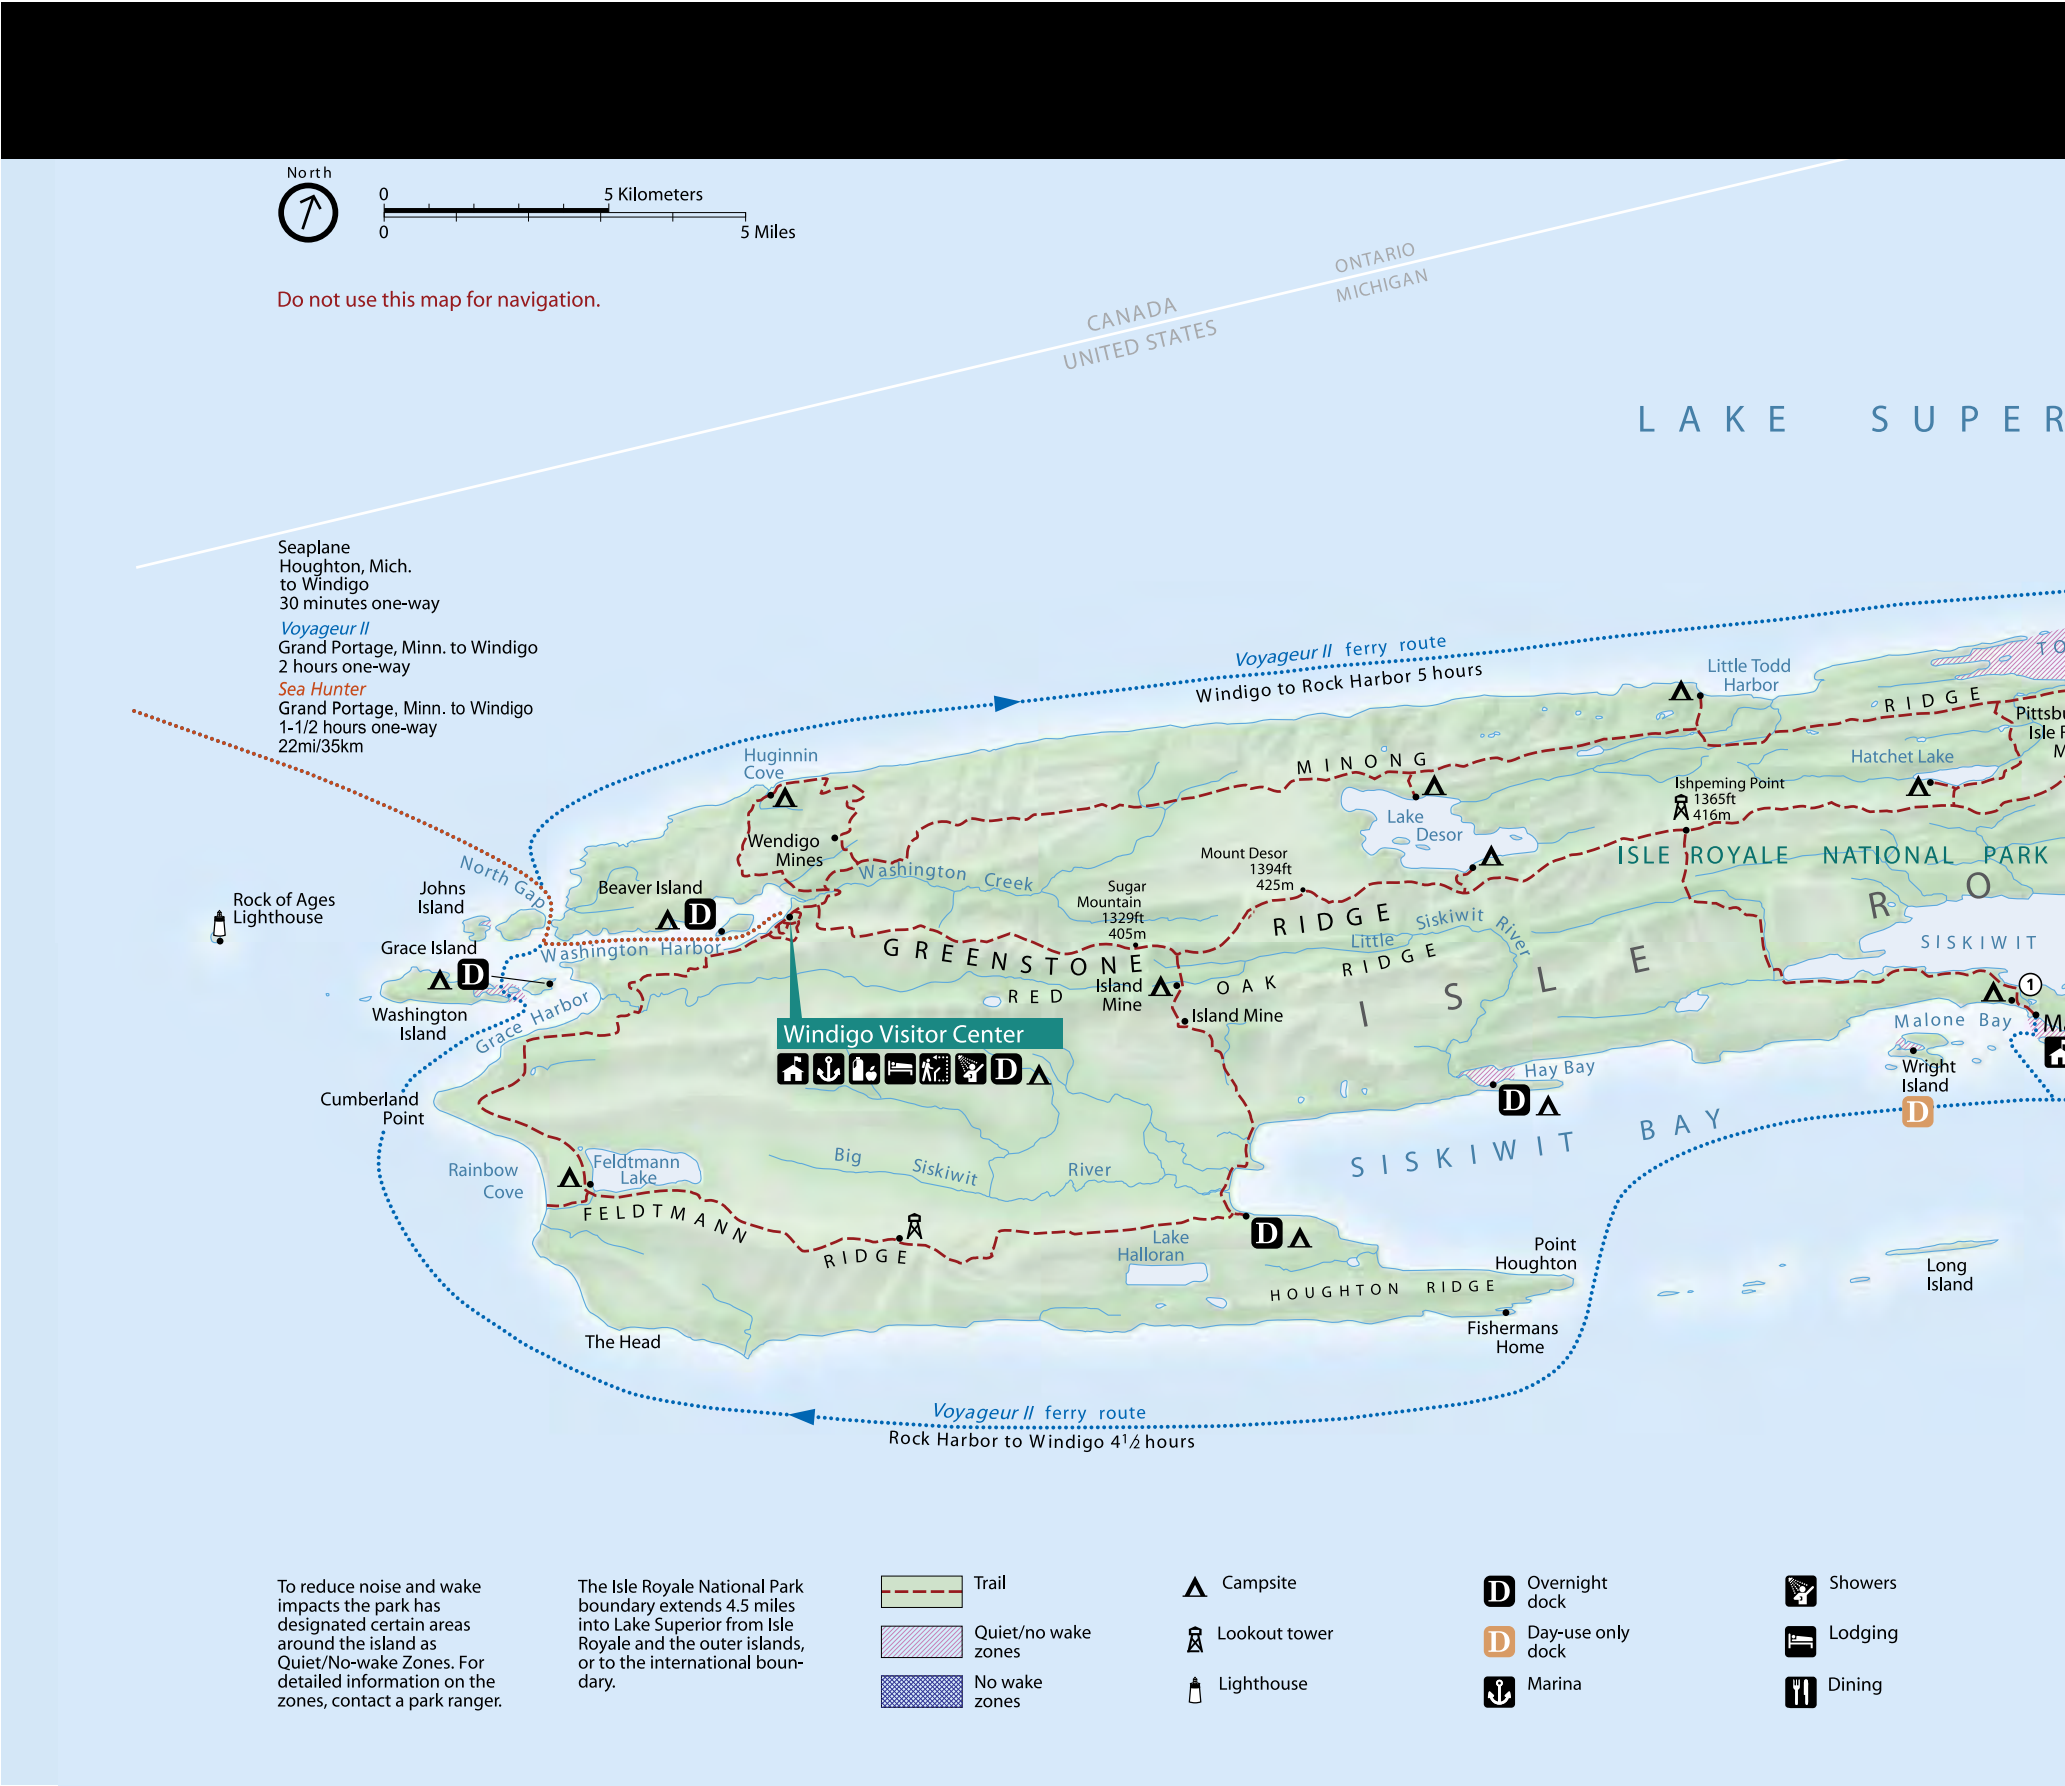 North
0
5 Kilometers
0
5 Miles
Do not use this map for navigation.
ONTARIO
MICHIGAN
CANADA
UNITED STATES
LAKE SUPER
Seaplane
Houghton, Mich.
to Windigo
30 minutes one-way
Voyageur II
Grand Portage, Minn. to Windigo
2 hours one-way
Sea Hunter
Grand Portage, Minn. to Windigo
1-1/2 hours one-way
22mi/35km
Voyageur II ferry route
Windigo to Rock Harbor 5 hours
Little Todd
Harbor
TO
RIDGE
Pittsbu
Isle R
M
Hatchet Lake
Huginnin
Cove
MINONG
Ishpeming Point
1365ft
416m
Lake
Desor
Wendigo
Mines
Mount Desor
1394ft
425m
ISLE ROYALE NATIONAL PARK
North Gap
Washington Creek
Johns
Island
Beaver Island
D
Sugar
Mountain
1329ft
405m
Rock of Ages
Lighthouse
RIDGE
Siskiwit
River
Little
R O
Grace Island
D
Washington Harbor
GREENSTONE
RIDGE
ISLE
SISKIWIT
Island
Mine
OAK
RED
Island Mine
1
Washington
Island
Grace Harbor
Windigo Visitor Center
D
Malone Bay
Ma
Hay Bay
D
Wright
Island
D
Cumberland
Point
SISKIWIT BAY
Rainbow
Cove
Feldtmann
Lake
Big Siskiwit River
FELDTMANN
RIDGE
D
Lake
Halloran
Point
Houghton
HOUGHTON RIDGE
Long
Island
Fishermans
Home
The Head
Voyageur II ferry route
Rock Harbor to Windigo 4½ hours
To reduce noise and wake
impacts the park has
designated certain areas
around the island as
Quiet/No-wake Zones. For
detailed information on the
zones, contact a park ranger.
The Isle Royale National Park
boundary extends 4.5 miles
into Lake Superior from Isle
Royale and the outer islands,
or to the international boun-
dary.
Trail
Quiet/no wake
zones
No wake
zones
Campsite
Lookout tower
Lighthouse
D
Overnight
dock
D
Day-use only
dock
Marina
Showers
Lodging
Dining